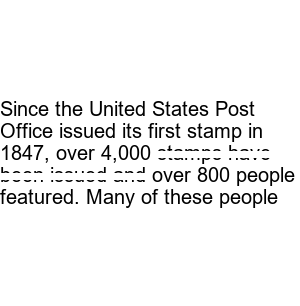 Since the United States Post
Office issued its first stamp in
1847, over 4,000 stamps have
been issued and over 800 people
featured. Many of these people